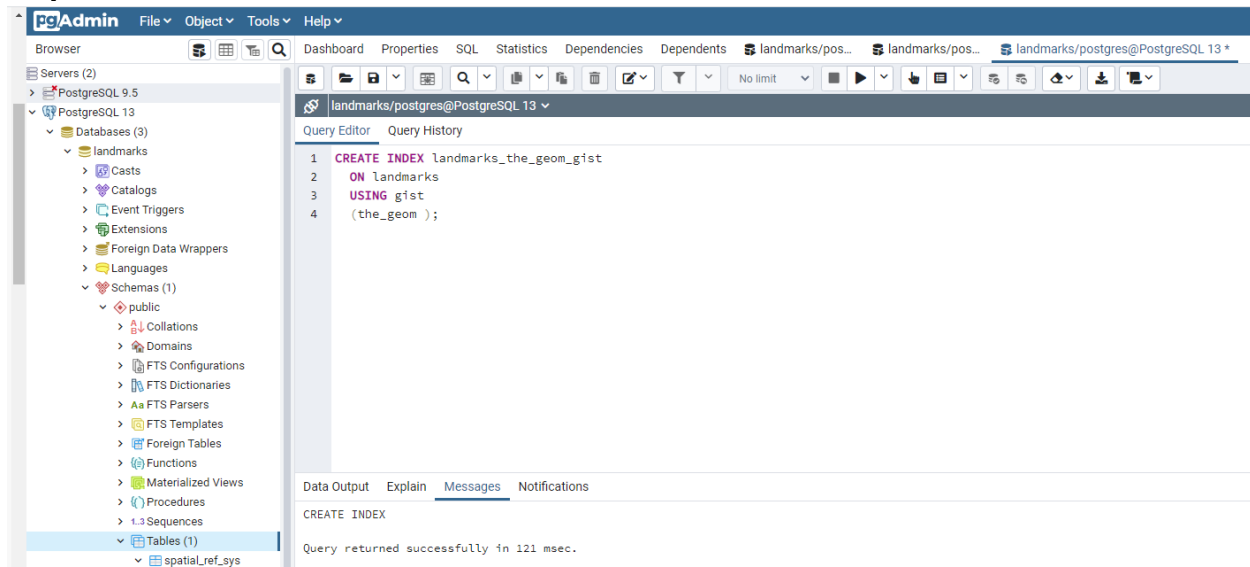 pgAdmin File Object Tools Help
Browser Dashboard Properties SQL Statistics Dependencies Dependents landmarks/pos... landmarks/pos... landmarks/postgres@PostgreSQL 13 *
Servers (2)
No limit
PostgreSQL 9.5
landmarks/postgres@PostgreSQL 13
PostgreSQL 13
Query Editor Query History
Databases (3)
landmarks
1 CREATE INDEX landmarks_the_geom_gist
2 ON landmarks
3 USING gist
4 (the_geom );
Casts
Catalogs
Event Triggers
Extensions
Foreign Data Wrappers
Languages
Schemas (1)
public
Collations
Domains
FTS Configurations
FTS Dictionaries
Aa FTS Parsers
FTS Templates
Foreign Tables
Functions
Materialized Views
Procedures
1..3 Sequences
Tables (1)
spatial_ref_sys
Data Output Explain Messages Notifications
CREATE INDEX
Query returned successfully in 121 msec.